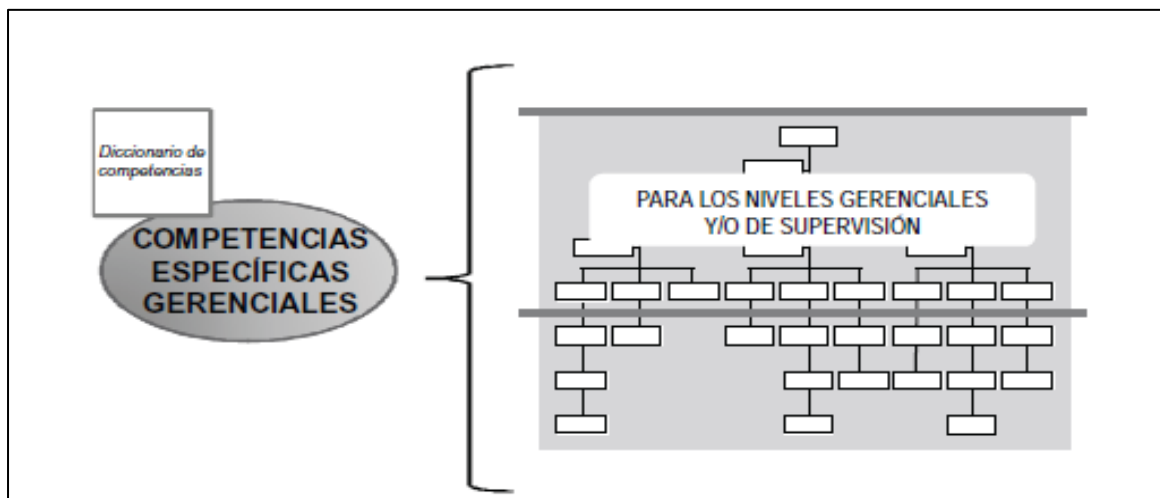 Diccionario de
competencias
COMPETENCIAS
ESPECÍFICAS
GERENCIALES
PARA LOS NIVELES GERENCIALES
Y/O DE SUPERVISIÓN